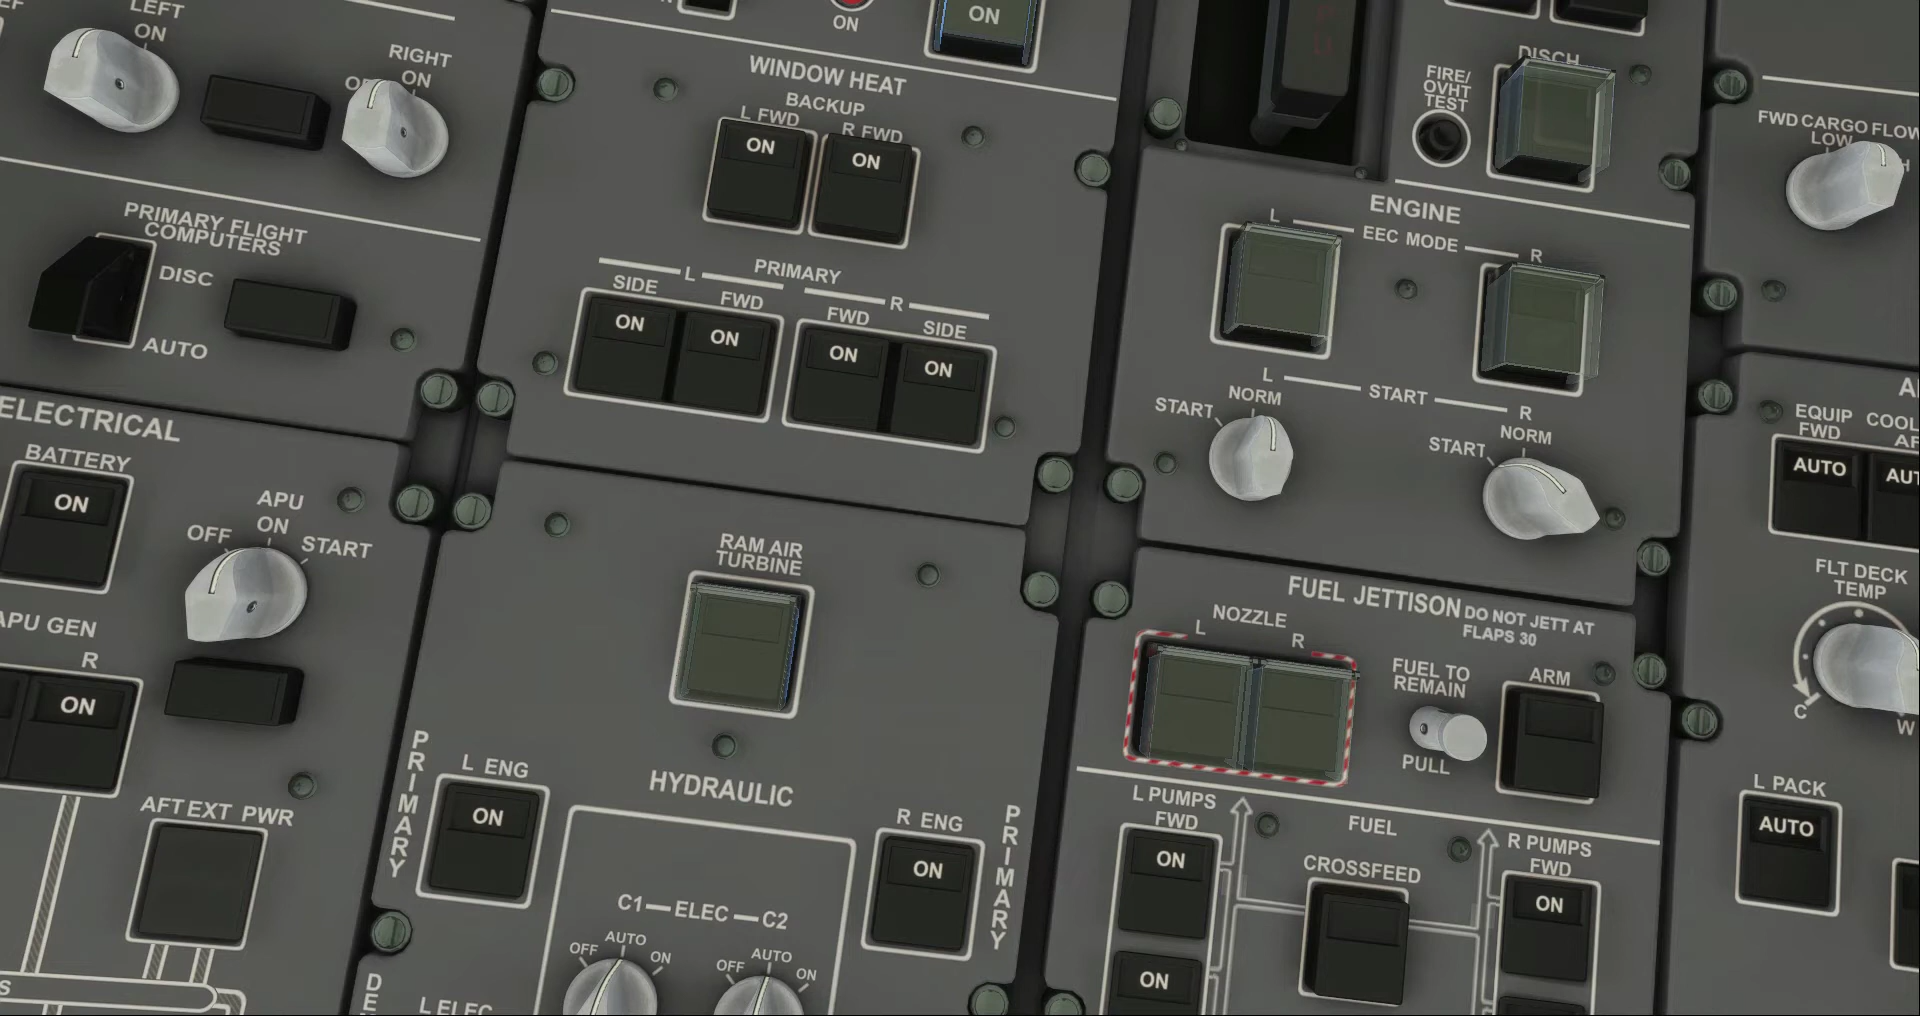 LEFT
ON
RIGHT
ON
PRIMARY FLIGHT
COMPUTERS
DISC
AUTO
ELECTRICAL
BATTERY
ON
APU
ON
OFF
START
APU GEN
R
ON
AFT EXT PWR
ON
ON
WINDOW HEAT
BACKUP
L FWD
R FWD
ON
ON
PRIMARY
L
R
SIDE
FWD
FWD
SIDE
ON
ON
ON
ON
RAM AIR
TURBINE
HYDRAULIC
PRIMARY
L ENG
ON
R ENG
ON
PRIMARY
C1 ELEC C2
OFF
AUTO
ON
OFF
AUTO
ON
L ELEC
DISCH
FIRE/
OVHT
TEST
ENGINE
L
EEC MODE
R
L
START
R
START
NORM
START
NORM
FUEL JETTISON
DO NOT JETT AT
FLAPS 30
NOZZLE
L
R
FUEL TO
REMAIN
PULL
ARM
L PUMPS
FWD
ON
ON
FUEL
CROSSFEED
R PUMPS
FWD
ON
FWD CARGO FLOW
LOW
EQUIP
FWD
AUTO
FLT DECK
TEMP
C
W
L PACK
AUTO